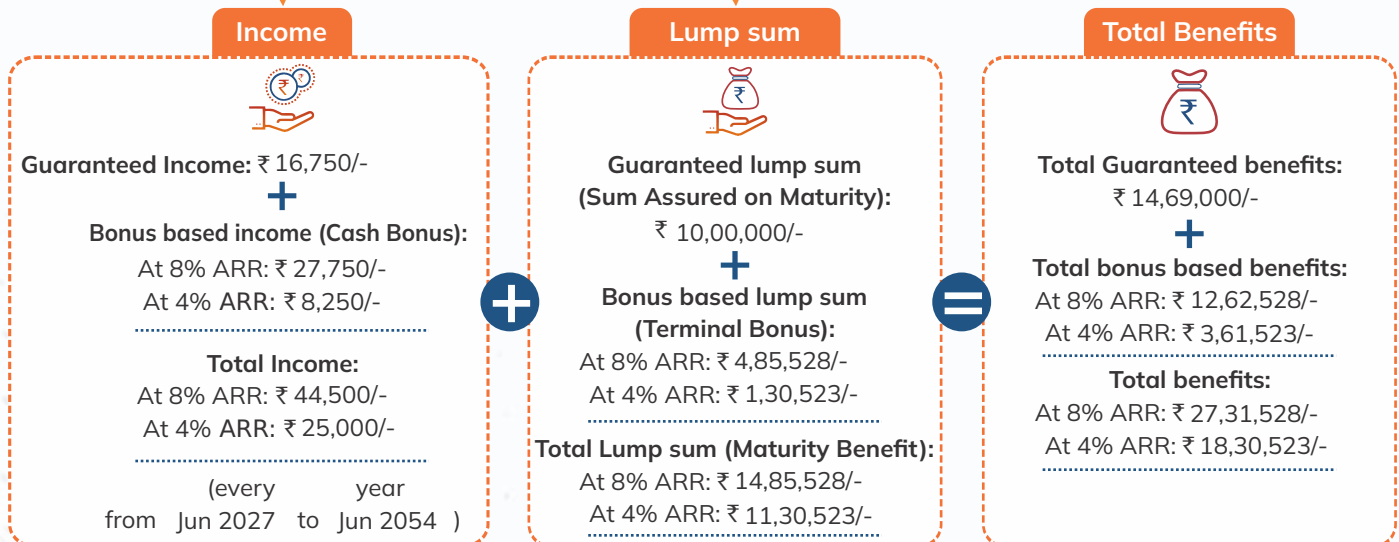 Income
Guaranteed Income: ₹ 16,750/-
+
Bonus based income (Cash Bonus):
At 8% ARR: ₹ 27,750/-
At 4% ARR: ₹ 8,250/-
Total Income:
At 8% ARR: ₹ 44,500/-
At 4% ARR: ₹ 25,000/-
(every year
from Jun 2027 to Jun 2054 )
+
Lump sum
₹
Guaranteed lump sum
(Sum Assured on Maturity):
₹ 10,00,000/-
+
Bonus based lump sum
(Terminal Bonus):
At 8% ARR: ₹ 4,85,528/-
At 4% ARR: ₹ 1,30,523/-
Total Lump sum (Maturity Benefit):
At 8% ARR: ₹ 14,85,528/-
At 4% ARR: ₹ 11,30,523/-
=
Total Benefits
₹
Total Guaranteed benefits:
₹ 14,69,000/-
+
Total bonus based benefits:
At 8% ARR: ₹ 12,62,528/-
At 4% ARR: ₹ 3,61,523/-
Total benefits:
At 8% ARR: ₹ 27,31,528/-
At 4% ARR: ₹ 18,30,523/-